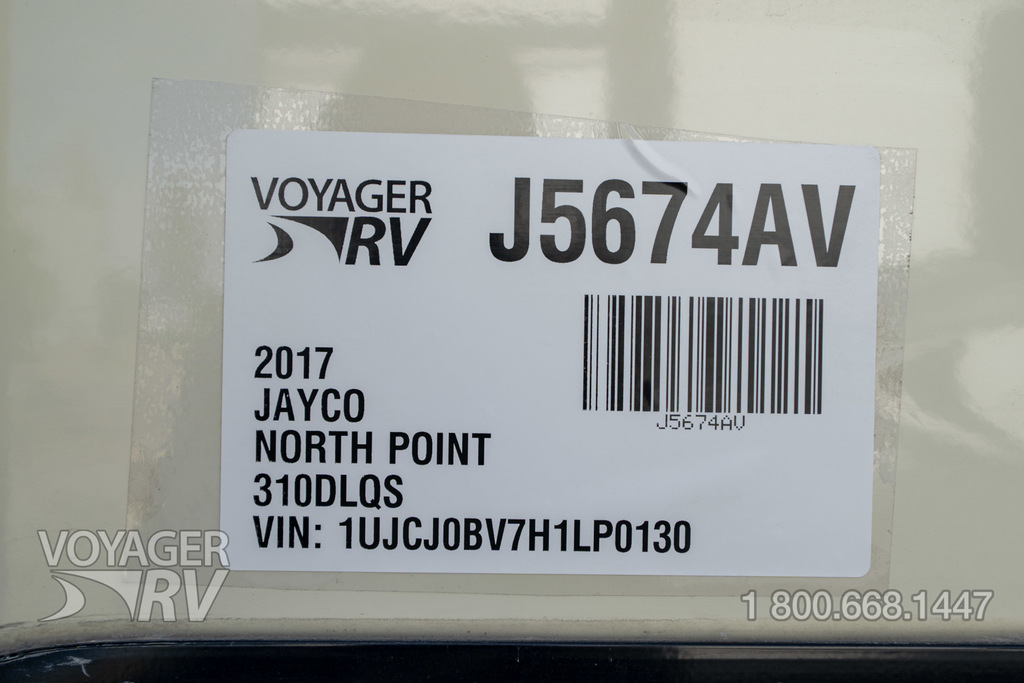 VOYAGER
RV
J5674AV
J5674AV
2017
JAYCO
NORTH POINT
310DLQS
VIN: 1UJCJ0BV7H1LP0130
VOYAGER
RV
1 800.668.1447